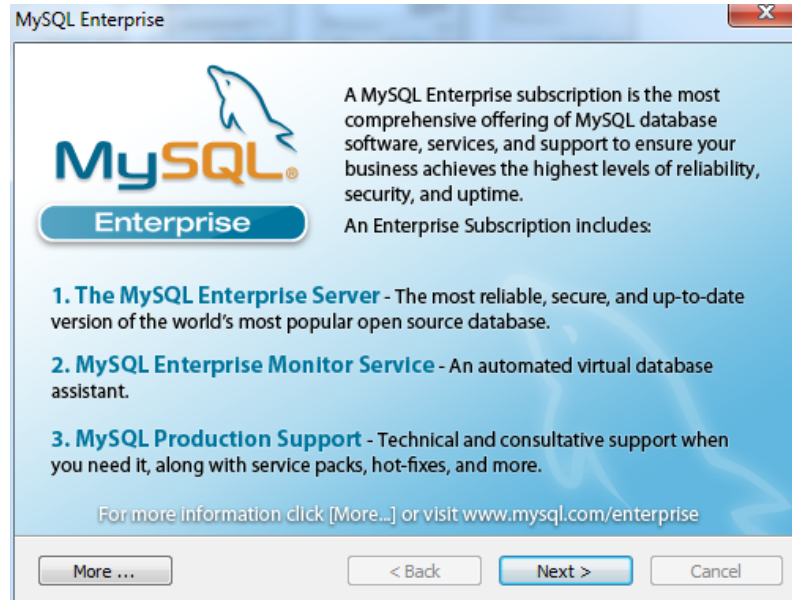 MySQL Enterprise
MySQL®
Enterprise
A MySQL Enterprise subscription is the most
comprehensive offering of MySQL database
software, services, and support to ensure your
business achieves the highest levels of reliability,
security, and uptime.
An Enterprise Subscription includes:
1. The MySQL Enterprise Server - The most reliable, secure, and up-to-date
version of the world's most popular open source database.
2. MySQL Enterprise Monitor Service - An automated virtual database
assistant.
3. MySQL Production Support - Technical and consultative support when
you need it, along with service packs, hot-fixes, and more.
For more information click [More...] or visit www.mysql.com/enterprise
More ...
< Back
Next >
Cancel